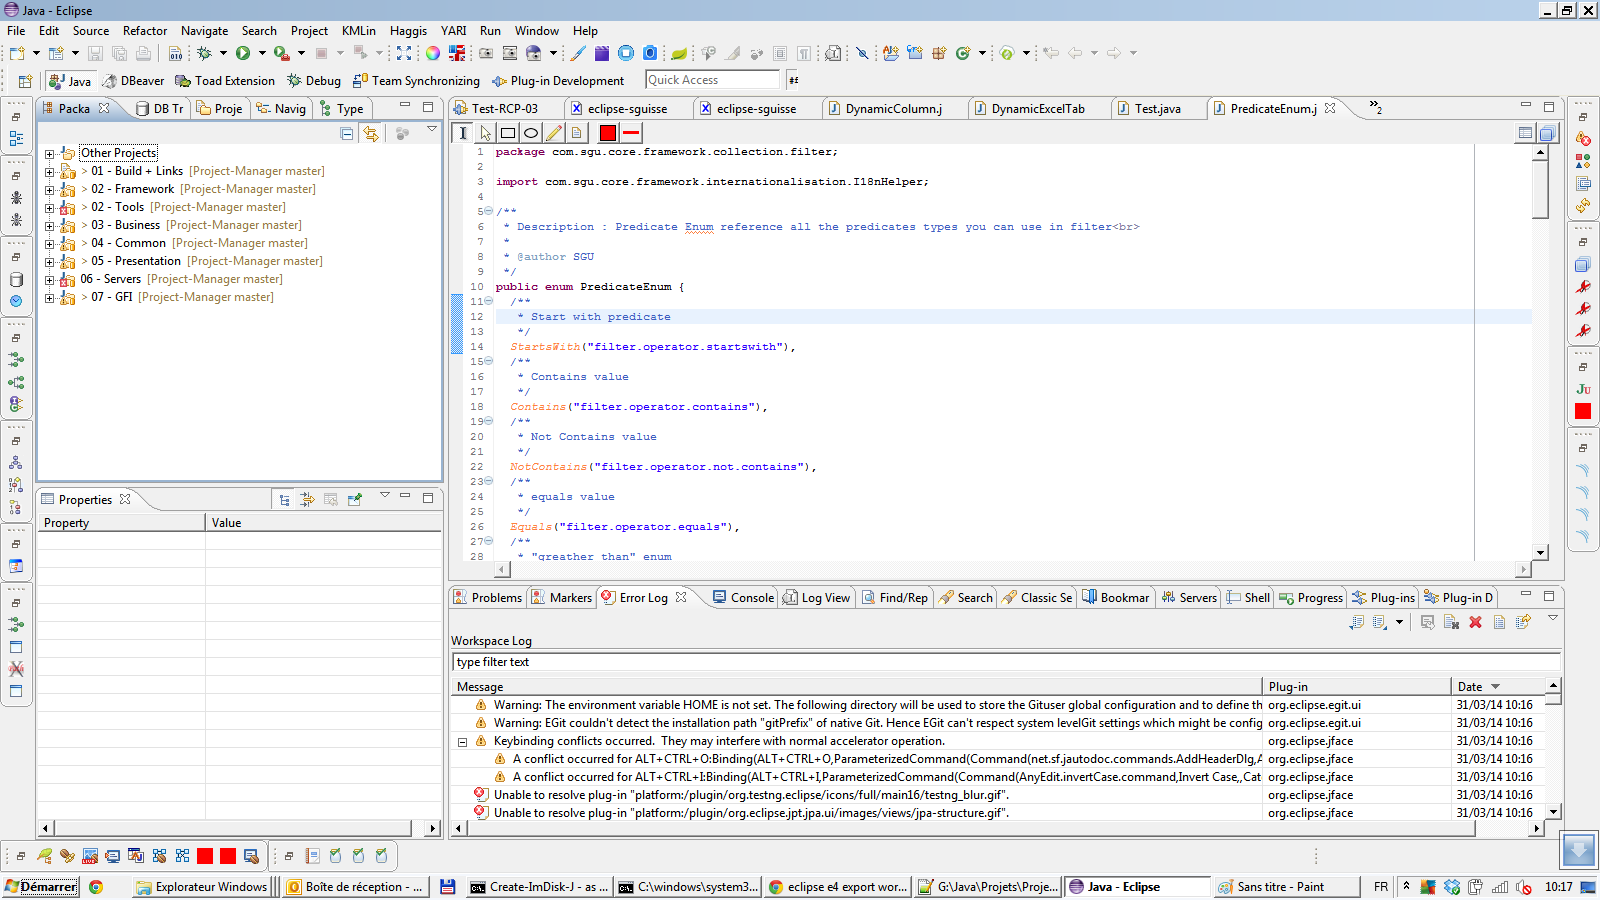 Java - Eclipse
File Edit Source Refactor Navigate Search Project KMLin Haggis YARI Run Window Help
Java DBeaver Toad Extension Debug Team Synchronizing Plug-in Development Quick Access
Packa DB Tr Proje Navig Type
Test-RCP-03 eclipse-sguisse eclipse-sguisse DynamicColumn.j DynamicExcelTab Test.java PredicateEnum.j »2
Other Projects
> 01 - Build + Links [Project-Manager master]
> 02 - Framework [Project-Manager master]
> 02 - Tools [Project-Manager master]
> 03 - Business [Project-Manager master]
> 04 - Common [Project-Manager master]
> 05 - Presentation [Project-Manager master]
06 - Servers [Project-Manager master]
> 07 - GFI [Project-Manager master]
1 package com.sgu.core.framework.collection.filter;
2
3 import com.sgu.core.framework.internationalisation.I18nHelper;
4
5 /**
6 * Description : Predicate Enum reference all the predicates types you can use in filter<br>
7 *
8 * @author SGU
9 */
10 public enum PredicateEnum {
11 /**
12 * Start with predicate
13 */
14 StartsWith("filter.operator.startswith"),
15 /**
16 * Contains value
17 */
18 Contains("filter.operator.contains"),
19 /**
20 * Not Contains value
21 */
22 NotContains("filter.operator.not.contains"),
23 /**
24 * equals value
25 */
26 Equals("filter.operator.equals"),
27 /**
28 * "greather than" enum
Properties
Property Value
Problems Markers Error Log Console Log View Find/Rep Search Classic Se Bookmar Servers Shell Progress Plug-ins Plug-in D
Workspace Log
type filter text
Message Plug-in Date
Warning: The environment variable HOME is not set. The following directory will be used to store the Gituser global configuration and to define th org.eclipse.egit.ui 31/03/14 10:16
Warning: EGit couldn't detect the installation path "gitPrefix" of native Git. Hence EGit can't respect system levelGit settings which might be config org.eclipse.egit.ui 31/03/14 10:16
Keybinding conflicts occurred. They may interfere with normal accelerator operation. org.eclipse.jface 31/03/14 10:16
A conflict occurred for ALT+CTRL+O:Binding(ALT+CTRL+O,ParameterizedCommand(Command(net.sf.jautodoc.commands.AddHeaderDlg,A org.eclipse.jface 31/03/14 10:16
A conflict occurred for ALT+CTRL+I:Binding(ALT+CTRL+I,ParameterizedCommand(Command(AnyEdit.invertCase.command,Invert Case,,Cat org.eclipse.jface 31/03/14 10:16
Unable to resolve plug-in "platform:/plugin/org.testng.eclipse/icons/full/main16/testng_blur.gif". org.eclipse.jface 31/03/14 10:16
Unable to resolve plug-in "platform:/plugin/org.eclipse.jpt.jpa.ui/images/views/jpa-structure.gif". org.eclipse.jface 31/03/14 10:16
Démarrer Explorateur Windows Boîte de réception - ... Create-ImDisk-J - as ... C:\windows\system3... eclipse e4 export wor... G:\Java\Projets\Proje... Java - Eclipse Sans titre - Paint FR 10:17